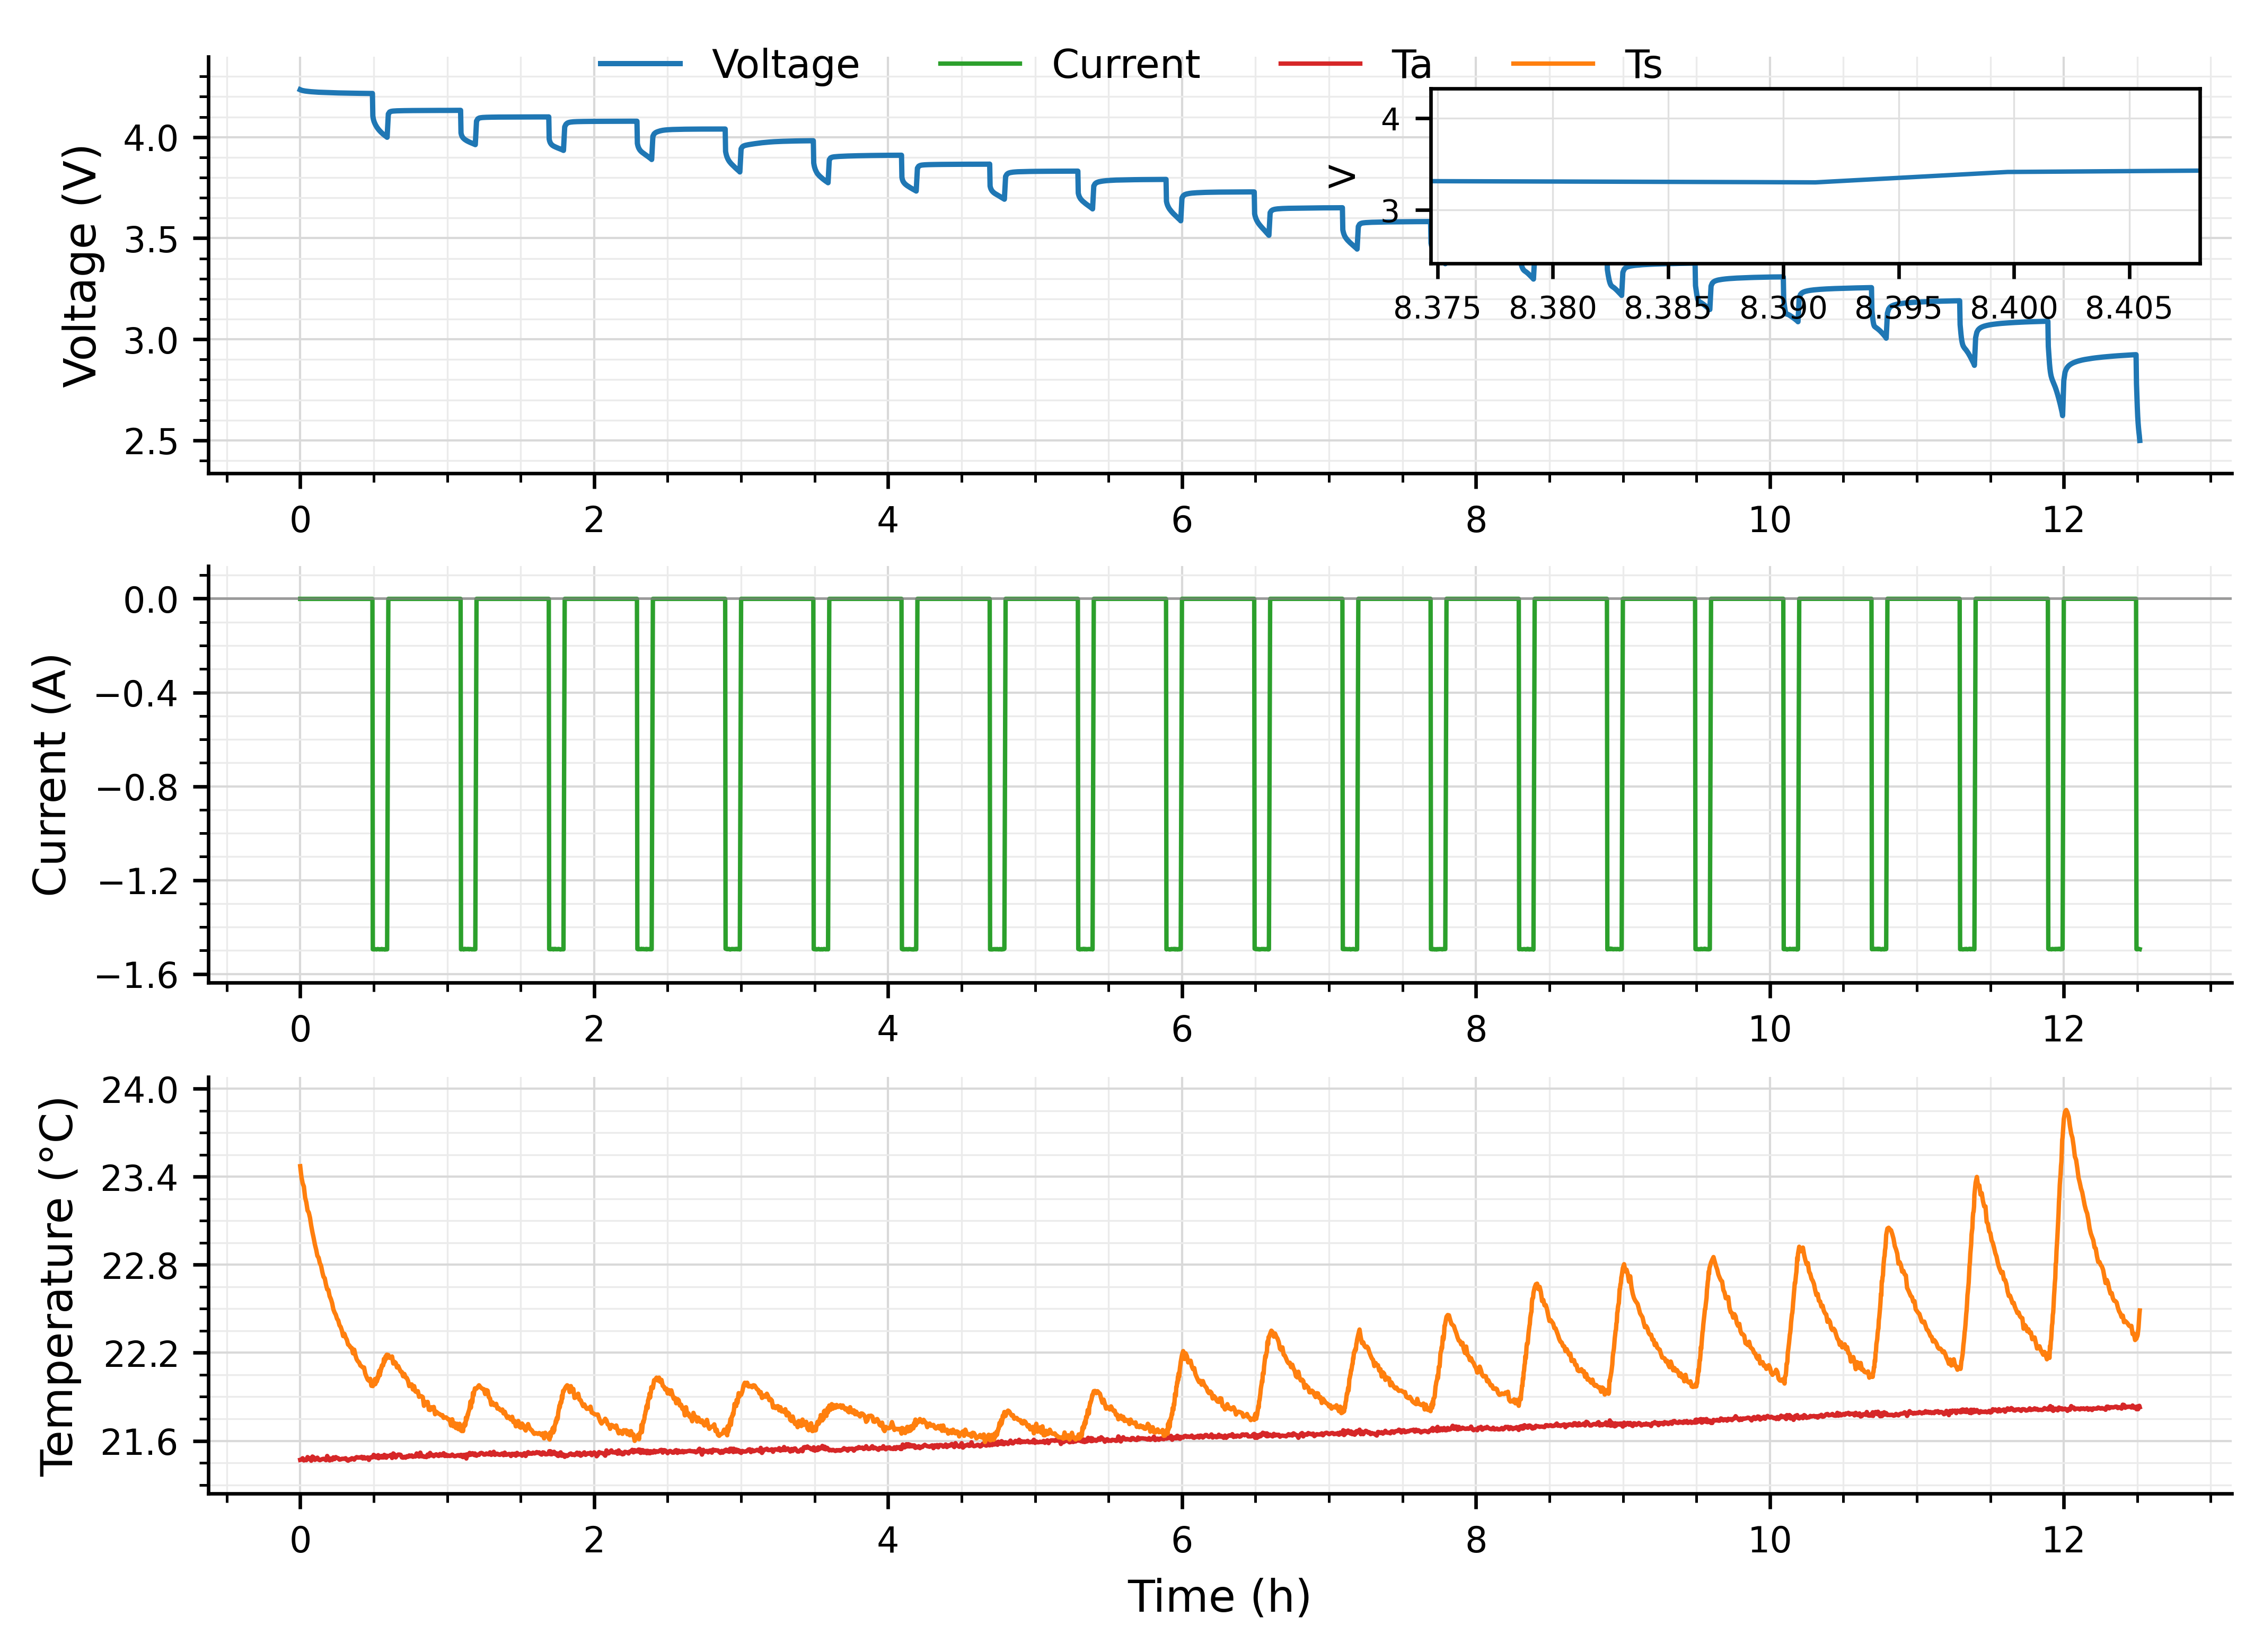 Voltage Current Ta Ts
Voltage (V)
4.0
3.5
3.0
2.5
V
4
3
8.375 8.380 8.385 8.390 8.395 8.400 8.405
0 2 4 6 8 10 12
Current (A)
0.0
−0.4
−0.8
−1.2
−1.6
0 2 4 6 8 10 12
Temperature (°C)
24.0
23.4
22.8
22.2
21.6
0 2 4 6 8 10 12
Time (h)